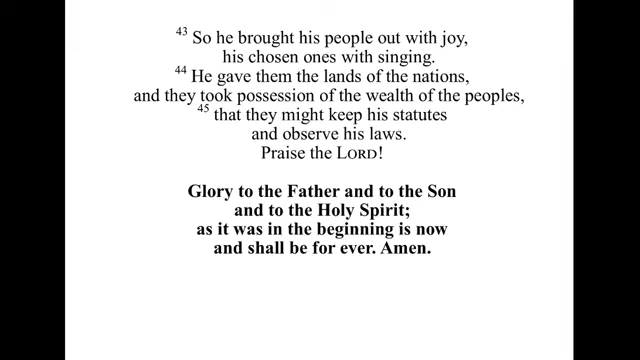 43 So he brought his people out with joy,
his chosen ones with singing.
44 He gave them the lands of the nations,
and they took possession of the wealth of the peoples,
45 that they might keep his statutes
and observe his laws.
Praise the LORD!
Glory to the Father and to the Son
and to the Holy Spirit;
as it was in the beginning is now
and shall be for ever. Amen.